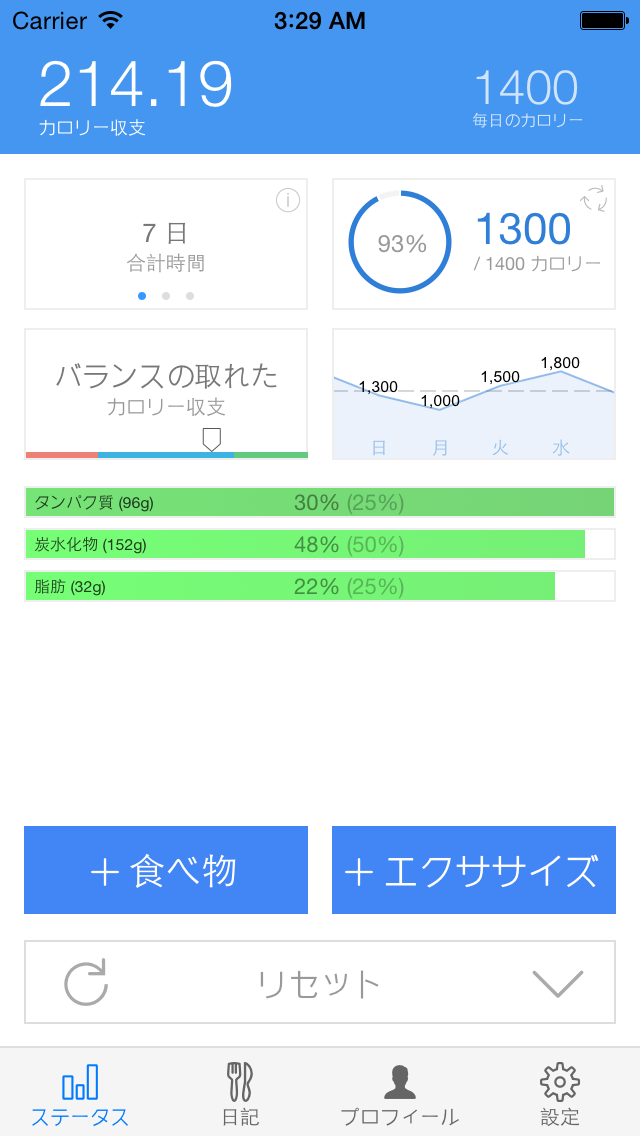 Carrier 3:29 AM
214.19 1400
カロリー収支 毎日のカロリー
7 日
合計時間
93%
1300
/ 1400 カロリー
バランスの取れた
カロリー収支
1,300 1,000 1,500 1,800
日 月 火 水
タンパク質 (96g) 30% (25%)
炭水化物 (152g) 48% (50%)
脂肪 (32g) 22% (25%)
＋食べ物 ＋エクササイズ
リセット
ステータス 日記 プロフィール 設定